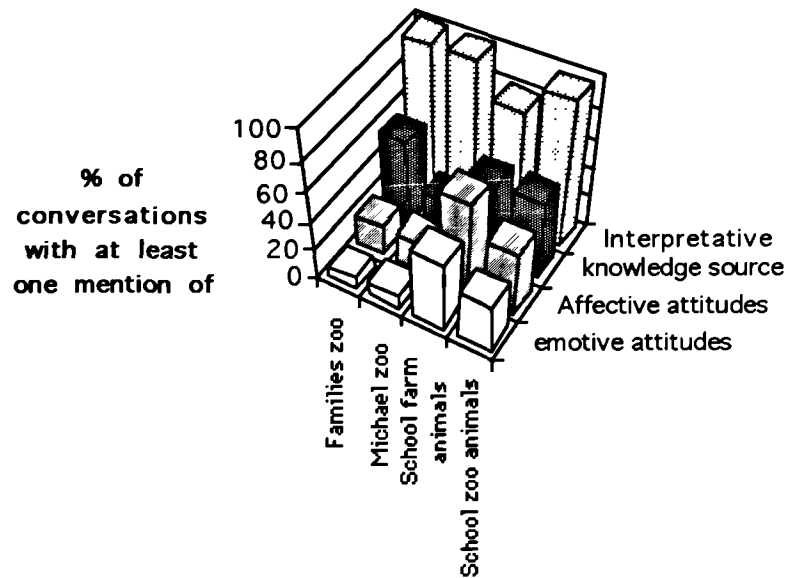 % of
conversations
with at least
one mention of
100
80
60
40
20
0
Interpretative
knowledge source
Affective attitudes
emotive attitudes
Families zoo
Michael zoo
School farm
animals
School zoo animals